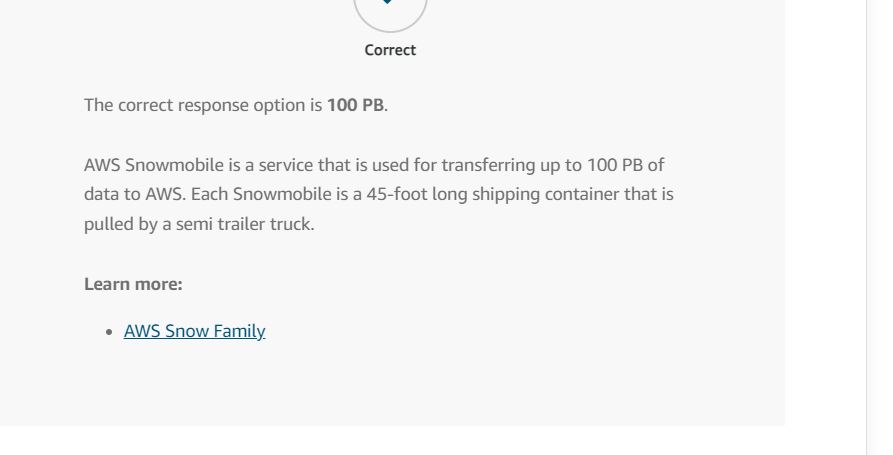 Correct
The correct response option is 100 PB.
AWS Snowmobile is a service that is used for transferring up to 100 PB of
data to AWS. Each Snowmobile is a 45-foot long shipping container that is
pulled by a semi trailer truck.
Learn more:
• AWS Snow Family